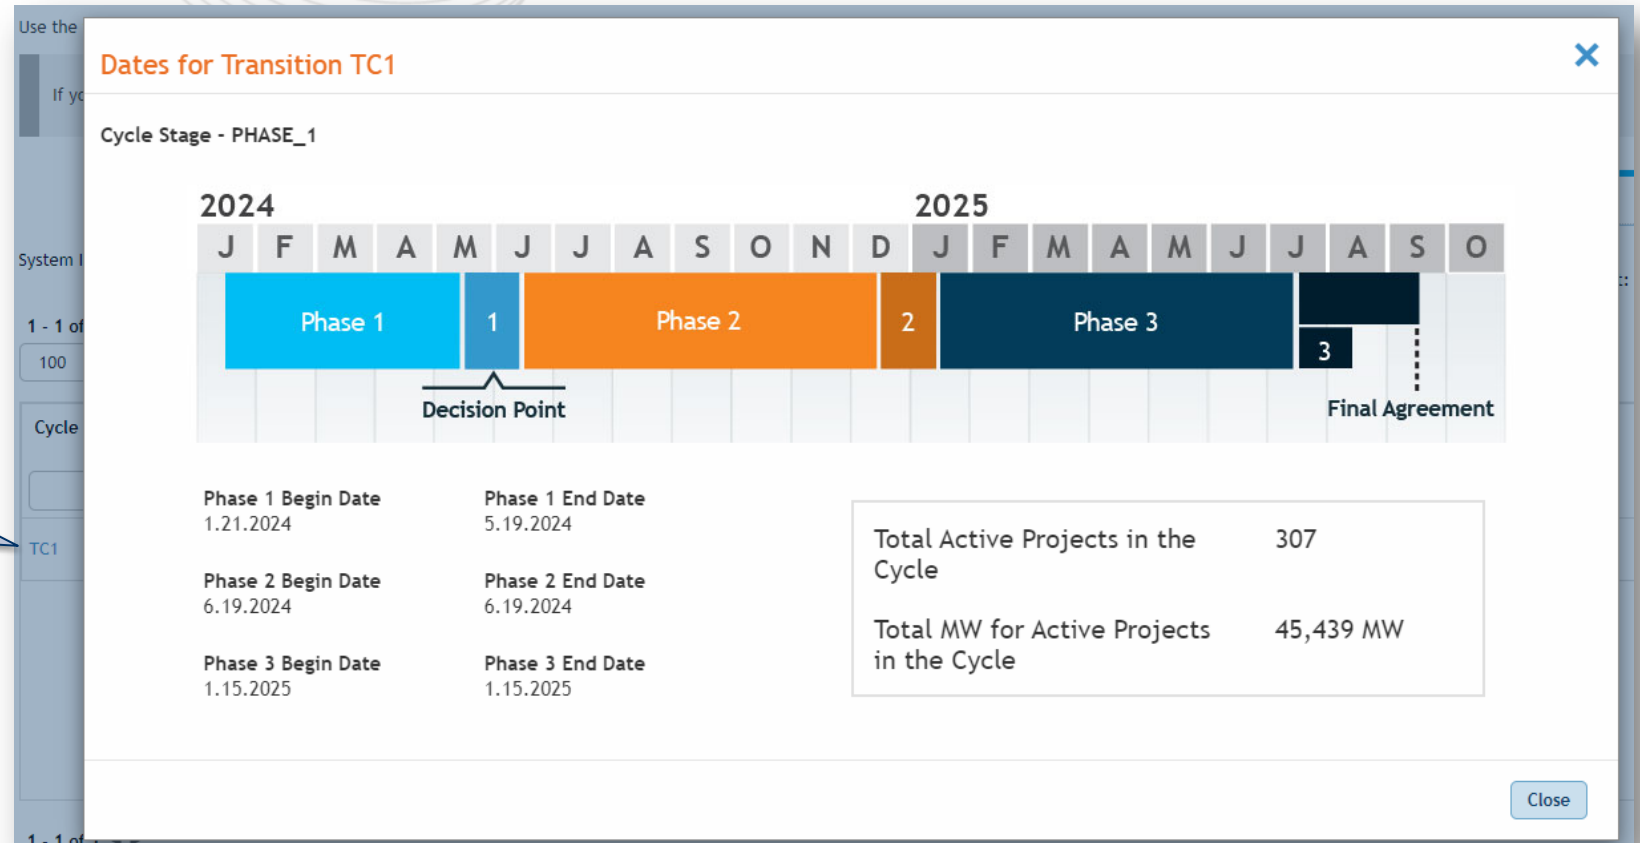 Use the
Dates for Transition TC1
If yo
Cycle Stage - PHASE_1
2024 2025
J F M A M J J A S O N D J F M A M J J A S O
System I
Phase 1 1 Phase 2 2 Phase 3
1 - 1 of
3
100
Decision Point Final Agreement
Cycle
Phase 1 Begin Date Phase 1 End Date
1.21.2024 5.19.2024
Total Active Projects in the 307
Cycle
TC1
Phase 2 Begin Date Phase 2 End Date
6.19.2024 6.19.2024
Total MW for Active Projects 45,439 MW
in the Cycle
Phase 3 Begin Date Phase 3 End Date
1.15.2025 1.15.2025
Close
1 - 1 of